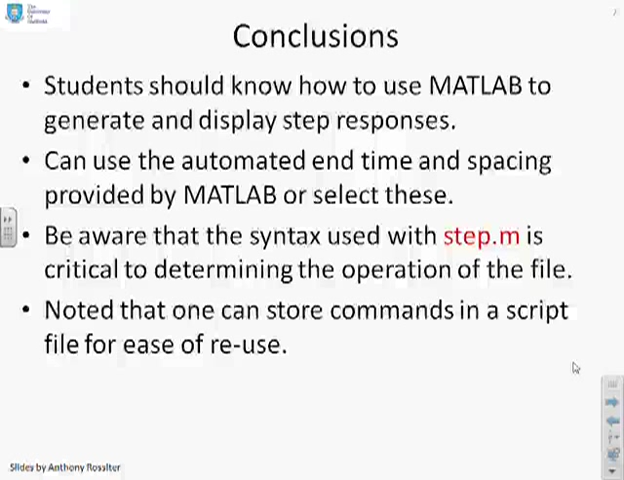 Conclusions
• Students should know how to use MATLAB to
generate and display step responses.
• Can use the automated end time and spacing
provided by MATLAB or select these.
• Be aware that the syntax used with step.m is
critical to determining the operation of the file.
• Noted that one can store commands in a script
file for ease of re-use.
Slides by Anthony Rossiter